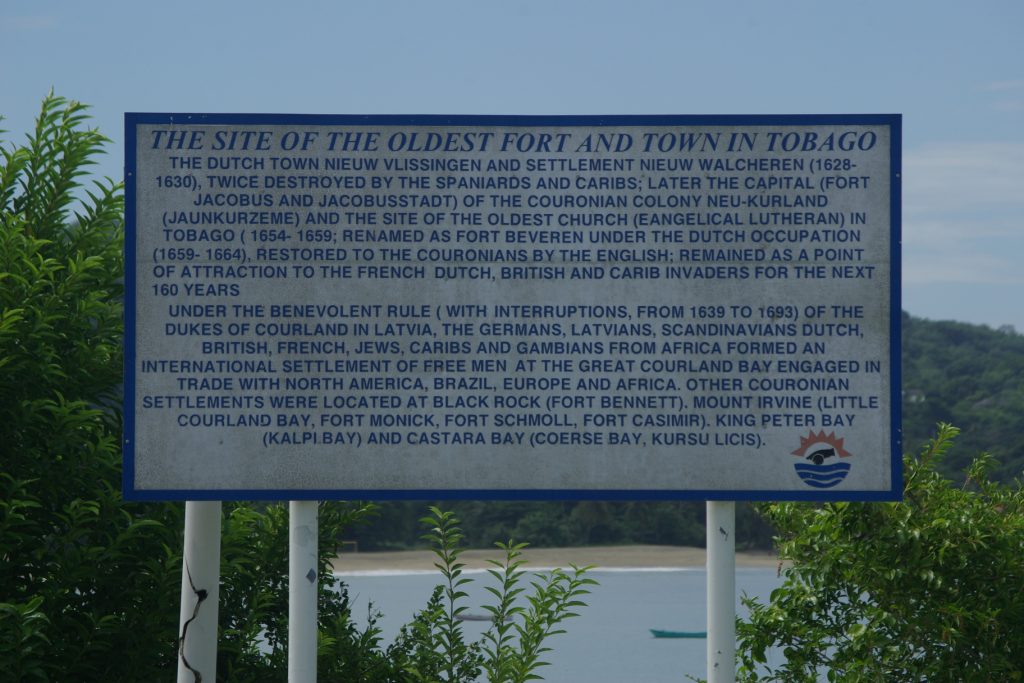 THE SITE OF THE OLDEST FORT AND TOWN IN TOBAGO
THE DUTCH TOWN NIEUW VLISSINGEN AND SETTLEMENT NIEUW WALCHEREN (1628-
1630), TWICE DESTROYED BY THE SPANIARDS AND CARIBS; LATER THE CAPITAL (FORT
JACOBUS AND JACOBUSSTADT) OF THE COURONIAN COLONY NEU-KURLAND
(JAUNKURZEME) AND THE SITE OF THE OLDEST CHURCH (EANGELICAL LUTHERAN) IN
TOBAGO ( 1654- 1659; RENAMED AS FORT BEVEREN UNDER THE DUTCH OCCUPATION
(1659- 1664), RESTORED TO THE COURONIANS BY THE ENGLISH; REMAINED AS A POINT
OF ATTRACTION TO THE FRENCH DUTCH, BRITISH AND CARIB INVADERS FOR THE NEXT
160 YEARS
UNDER THE BENEVOLENT RULE ( WITH INTERRUPTIONS, FROM 1639 TO 1693) OF THE
DUKES OF COURLAND IN LATVIA, THE GERMANS, LATVIANS, SCANDINAVIANS DUTCH,
BRITISH, FRENCH, JEWS, CARIBS AND GAMBIANS FROM AFRICA FORMED AN
INTERNATIONAL SETTLEMENT OF FREE MEN AT THE GREAT COURLAND BAY ENGAGED IN
TRADE WITH NORTH AMERICA, BRAZIL, EUROPE AND AFRICA. OTHER COURONIAN
SETTLEMENTS WERE LOCATED AT BLACK ROCK (FORT BENNETT). MOUNT IRVINE (LITTLE
COURLAND BAY, FORT MONICK, FORT SCHMOLL, FORT CASIMIR). KING PETER BAY
(KALPI BAY) AND CASTARA BAY (COERSE BAY, KURSU LICIS).